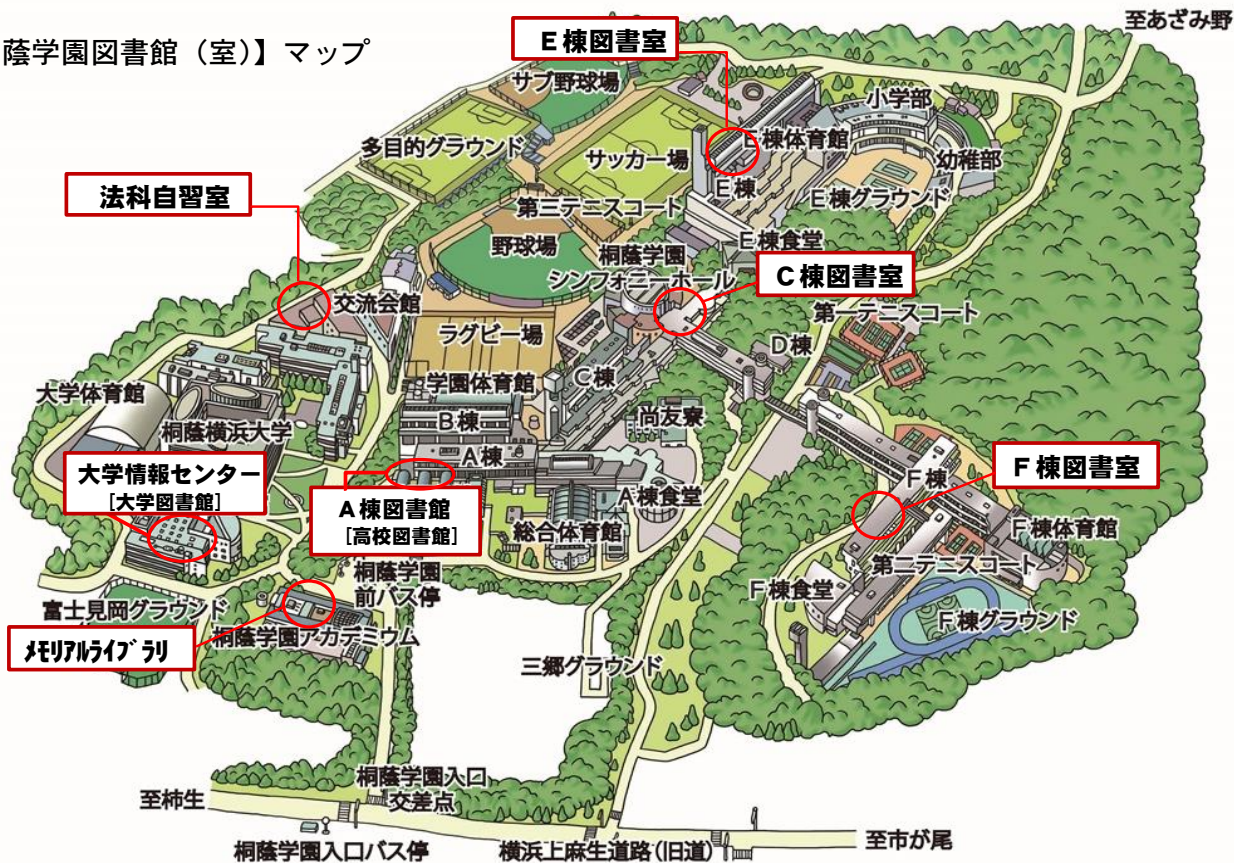 蔭学園図書館（室）】マップ
至あざみ野
E棟図書室
サブ野球場
小学部
多目的グラウンド
サッカー場
E棟体育館
幼稚部
E棟
E棟グラウンド
法科自習室
第三テニスコート
野球場
桐蔭学園
シンフォニーホール
E棟食堂
C棟図書室
交流会館
第一テニスコート
ラグビー場
D棟
C棟
大学体育館
学園体育館
B棟
尚友寮
桐蔭横浜大学
A棟
大学情報センター
[大学図書館]
A棟図書館
[高校図書館]
A棟食堂
総合体育館
F棟
F棟図書室
F棟体育館
桐蔭学園
前バス停
第二テニスコート
F棟食堂
富士見岡グラウンド
F棟グラウンド
桐蔭学園アカデミウム
メモリアルライブラリ
三郷グラウンド
桐蔭学園入口
交差点
至柿生
桐蔭学園入口バス停
横浜上麻生道路（旧道）
至市が尾